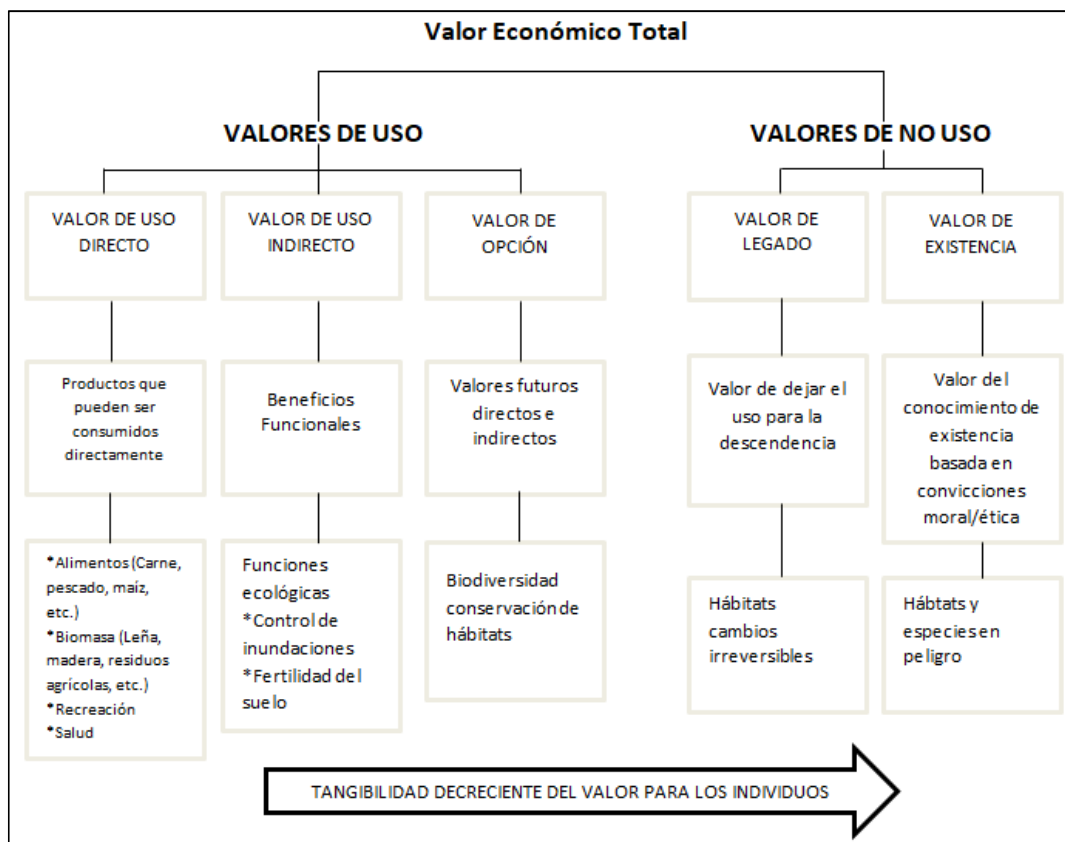 Valor Económico Total
VALORES DE USO
VALORES DE NO USO
VALOR DE USO
DIRECTO
VALOR DE USO
INDIRECTO
VALOR DE
OPCIÓN
VALOR DE
LEGADO
VALOR DE
EXISTENCIA
Productos que
pueden ser
consumidos
directamente
Beneficios
Funcionales
Valores futuros
directos e
indirectos
Valor de dejar el
uso para la
descendencia
Valor del
conocimiento de
existencia
basada en
convicciones
moral/ética
*Alimentos (Carne,
pescado, maíz,
etc.)
*Biomasa (Leña,
madera, residuos
agrícolas, etc.)
*Recreación
*Salud
Funciones
ecológicas
*Control de
inundaciones
*Fertilidad del
suelo
Biodiversidad
conservación de
hábitats
Hábitats
cambios
irreversibles
Hábtats y
especies en
peligro
TANGIBILIDAD DECRECIENTE DEL VALOR PARA LOS INDIVIDUOS